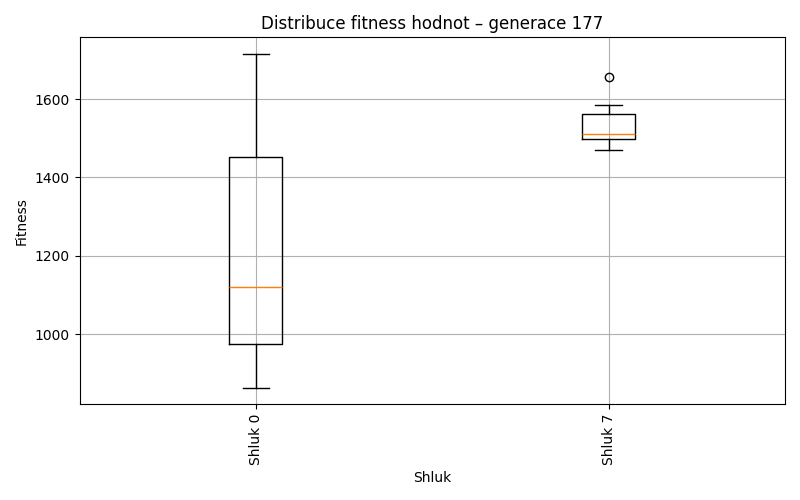 Distribuce fitness hodnot – generace 177
Fitness
1600
1400
1200
1000
Shluk 0
Shluk 7
Shluk